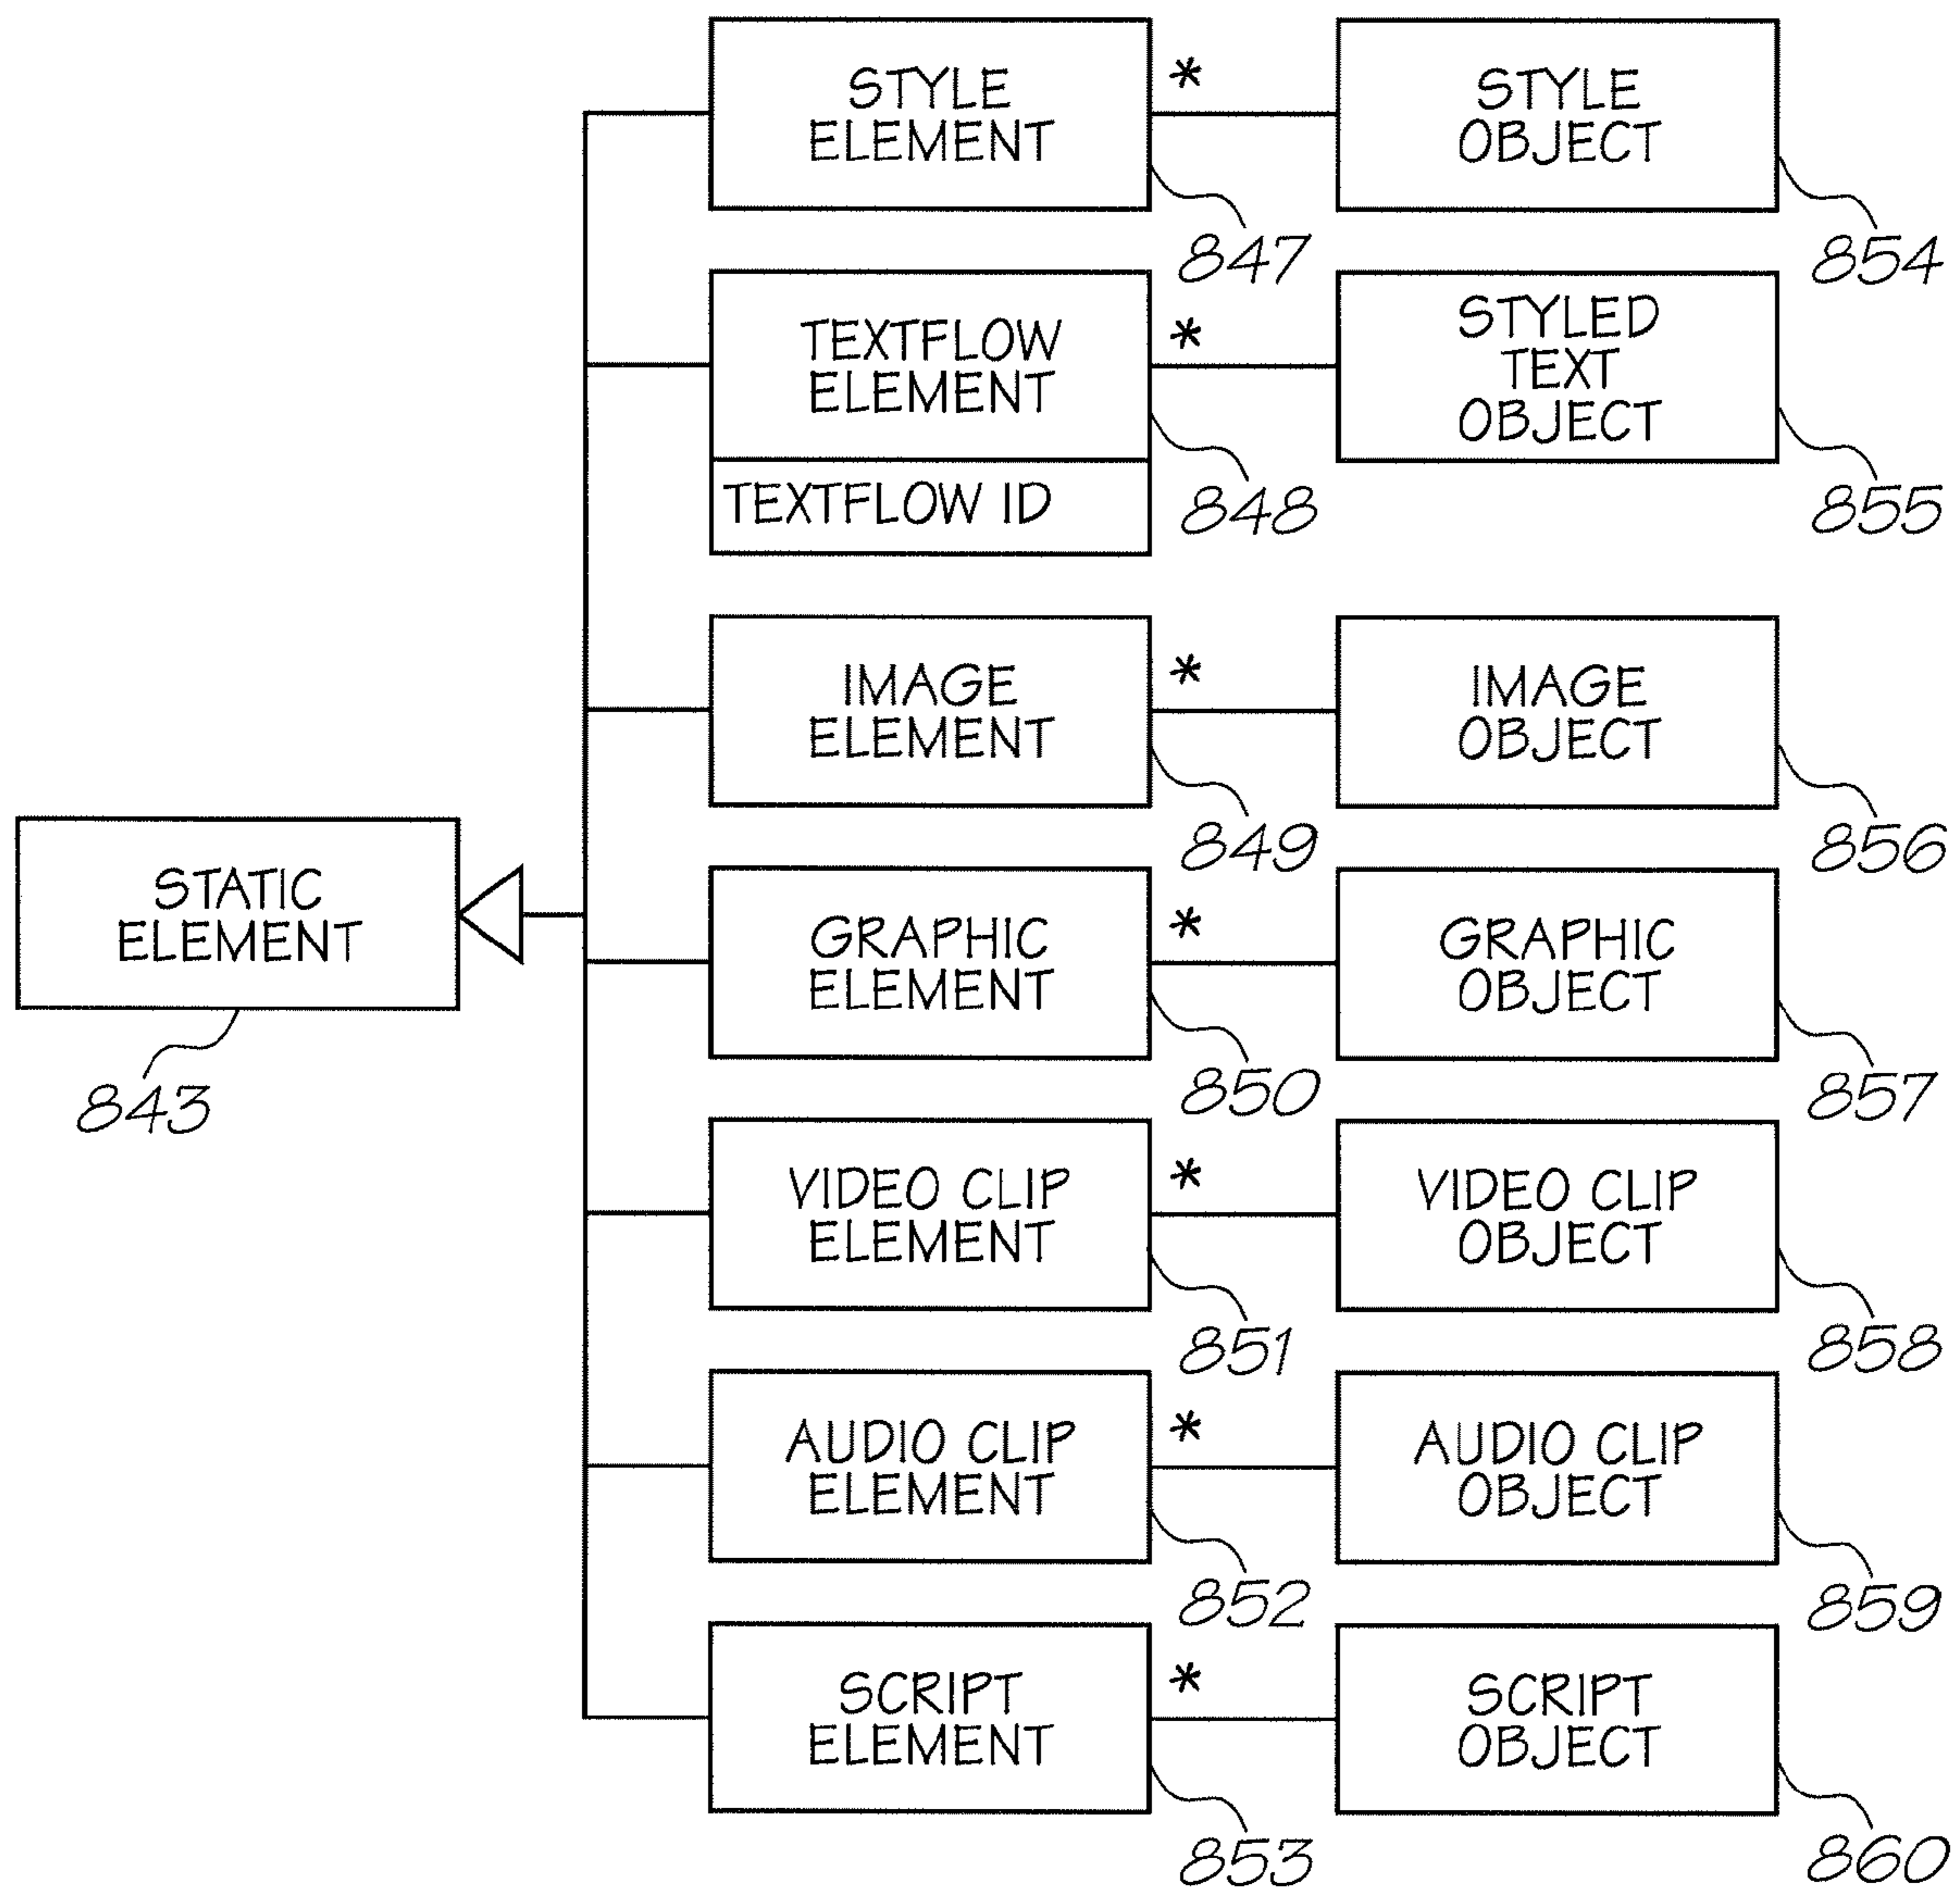 STYLE
ELEMENT
*
STYLE
OBJECT
847
854
TEXTFLOW
ELEMENT
TEXTFLOW ID
*
STYLED
TEXT
OBJECT
848
855
IMAGE
ELEMENT
*
IMAGE
OBJECT
849
856
STATIC
ELEMENT
843
GRAPHIC
ELEMENT
*
GRAPHIC
OBJECT
850
857
VIDEO CLIP
ELEMENT
*
VIDEO CLIP
OBJECT
851
858
AUDIO CLIP
ELEMENT
*
AUDIO CLIP
OBJECT
852
859
SCRIPT
ELEMENT
*
SCRIPT
OBJECT
853
860